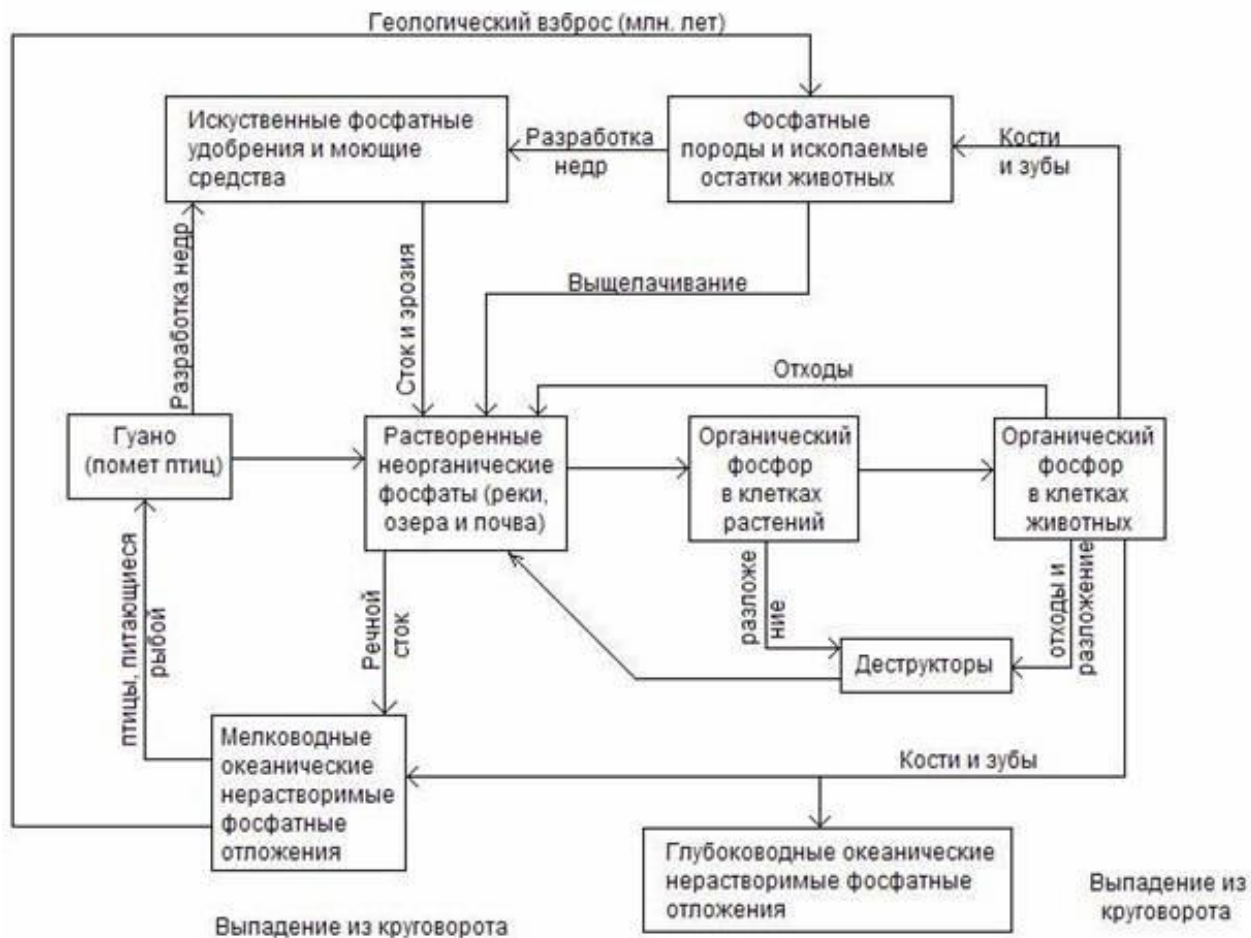 Геологический взброс (млн. лет)
Искуственные фосфатные
удобрения и моющие
средства
Разработка
недр
Фосфатные
породы и ископаемые
остатки животных
Кости
и зубы
Разработка недр
Сток и эрозия
Выщелачивание
Отходы
Гуано
(помет птиц)
Растворенные
неорганические
фосфаты (реки,
озера и почва)
Органический
фосфор
в клетках
растений
Органический
фосфор
в клетках
животных
птицы, питающиеся
рыбой
Речной
сток
разложе
ние
отходы и
разложение
Деструкторы
Мелководные
океанические
нерастворимые
фосфатные
отложения
Кости и зубы
Глубоководные океанические
нерастворимые фосфатные
отложения
Выпадение из
круговорота
Выпадение из круговорота